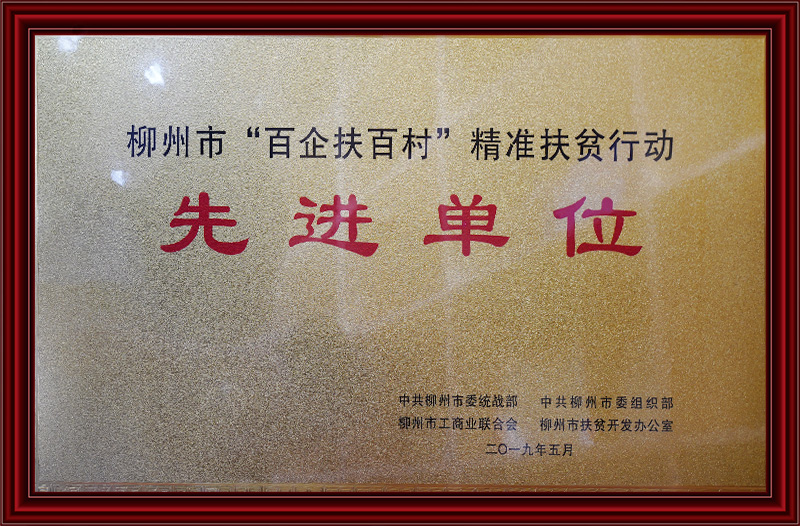 柳州市“百企扶百村”精准扶贫行动
先进单位
中共柳州市委统战部 中共柳州市委组织部
柳州市工商业联合会 柳州市扶贫开发办公室
二〇一九年五月